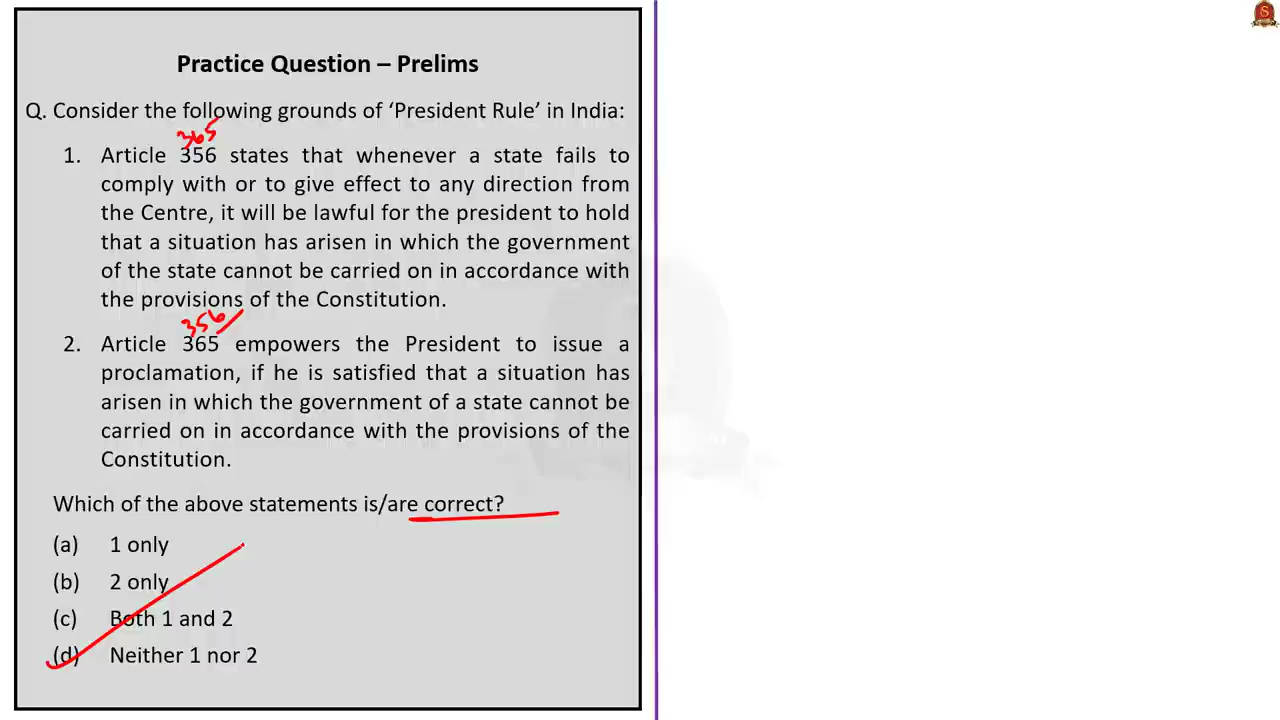 Practice Question – Prelims
Q. Consider the following grounds of ‘President Rule’ in India:
365
1. Article 356 states that whenever a state fails to
comply with or to give effect to any direction from
the Centre, it will be lawful for the president to hold
that a situation has arisen in which the government
of the state cannot be carried on in accordance with
the provisions of the Constitution.
356
2. Article 365 empowers the President to issue a
proclamation, if he is satisfied that a situation has
arisen in which the government of a state cannot be
carried on in accordance with the provisions of the
Constitution.
Which of the above statements is/are correct?
(a) 1 only
(b) 2 only
(c) Both 1 and 2
(d) Neither 1 nor 2
S